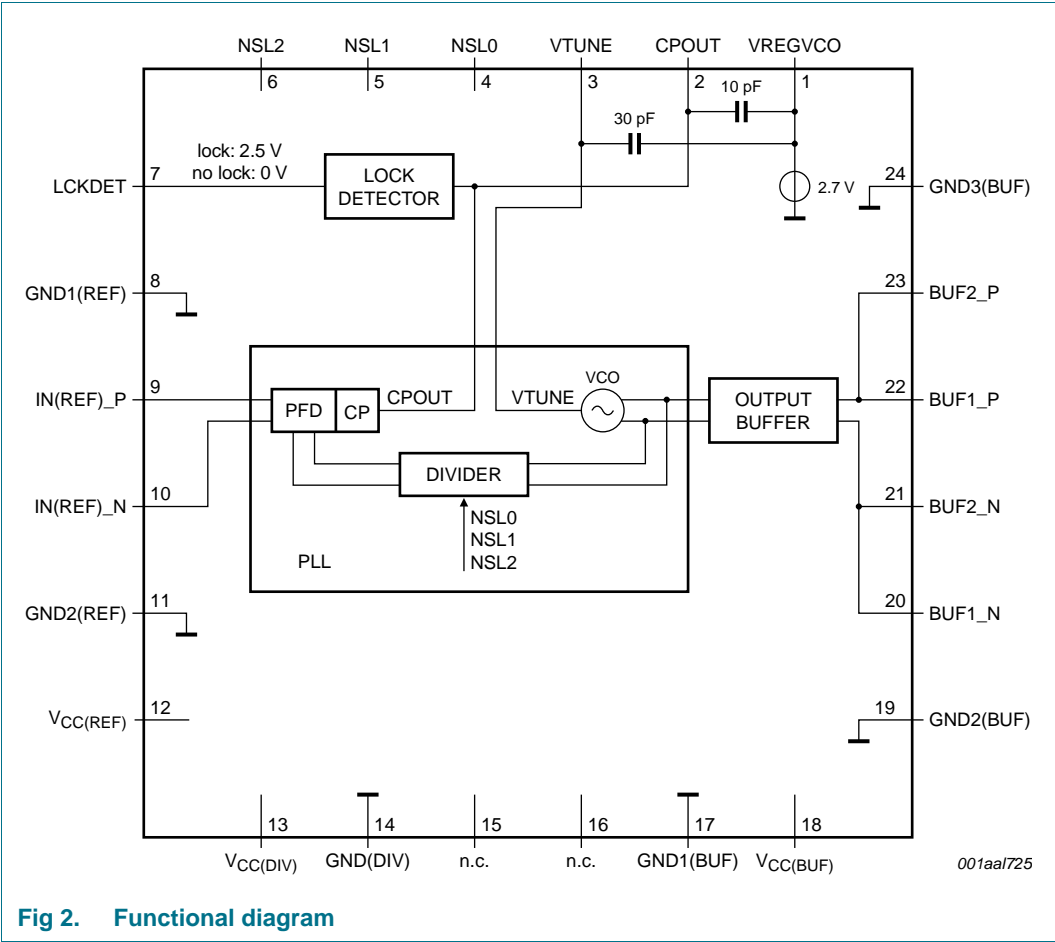 NSL2 NSL1 NSL0 VTUNE CPOUT VREGVCO
6 5 4 3 2 1
10 pF
30 pF
lock: 2.5 V
no lock: 0 V
LCKDET 7
LOCK
DETECTOR
2.7 V
24 GND3(BUF)
GND1(REF) 8
23 BUF2_P
IN(REF)_P 9
PFD CP CPOUT
VTUNE VCO
OUTPUT
BUFFER
22 BUF1_P
DIVIDER
IN(REF)_N 10
21 BUF2_N
NSL0
NSL1
NSL2
PLL
GND2(REF) 11
20 BUF1_N
VCC(REF) 12
19 GND2(BUF)
13 14 15 16 17 18
VCC(DIV) GND(DIV) n.c. n.c. GND1(BUF) VCC(BUF)
001aal725
Fig 2. Functional diagram